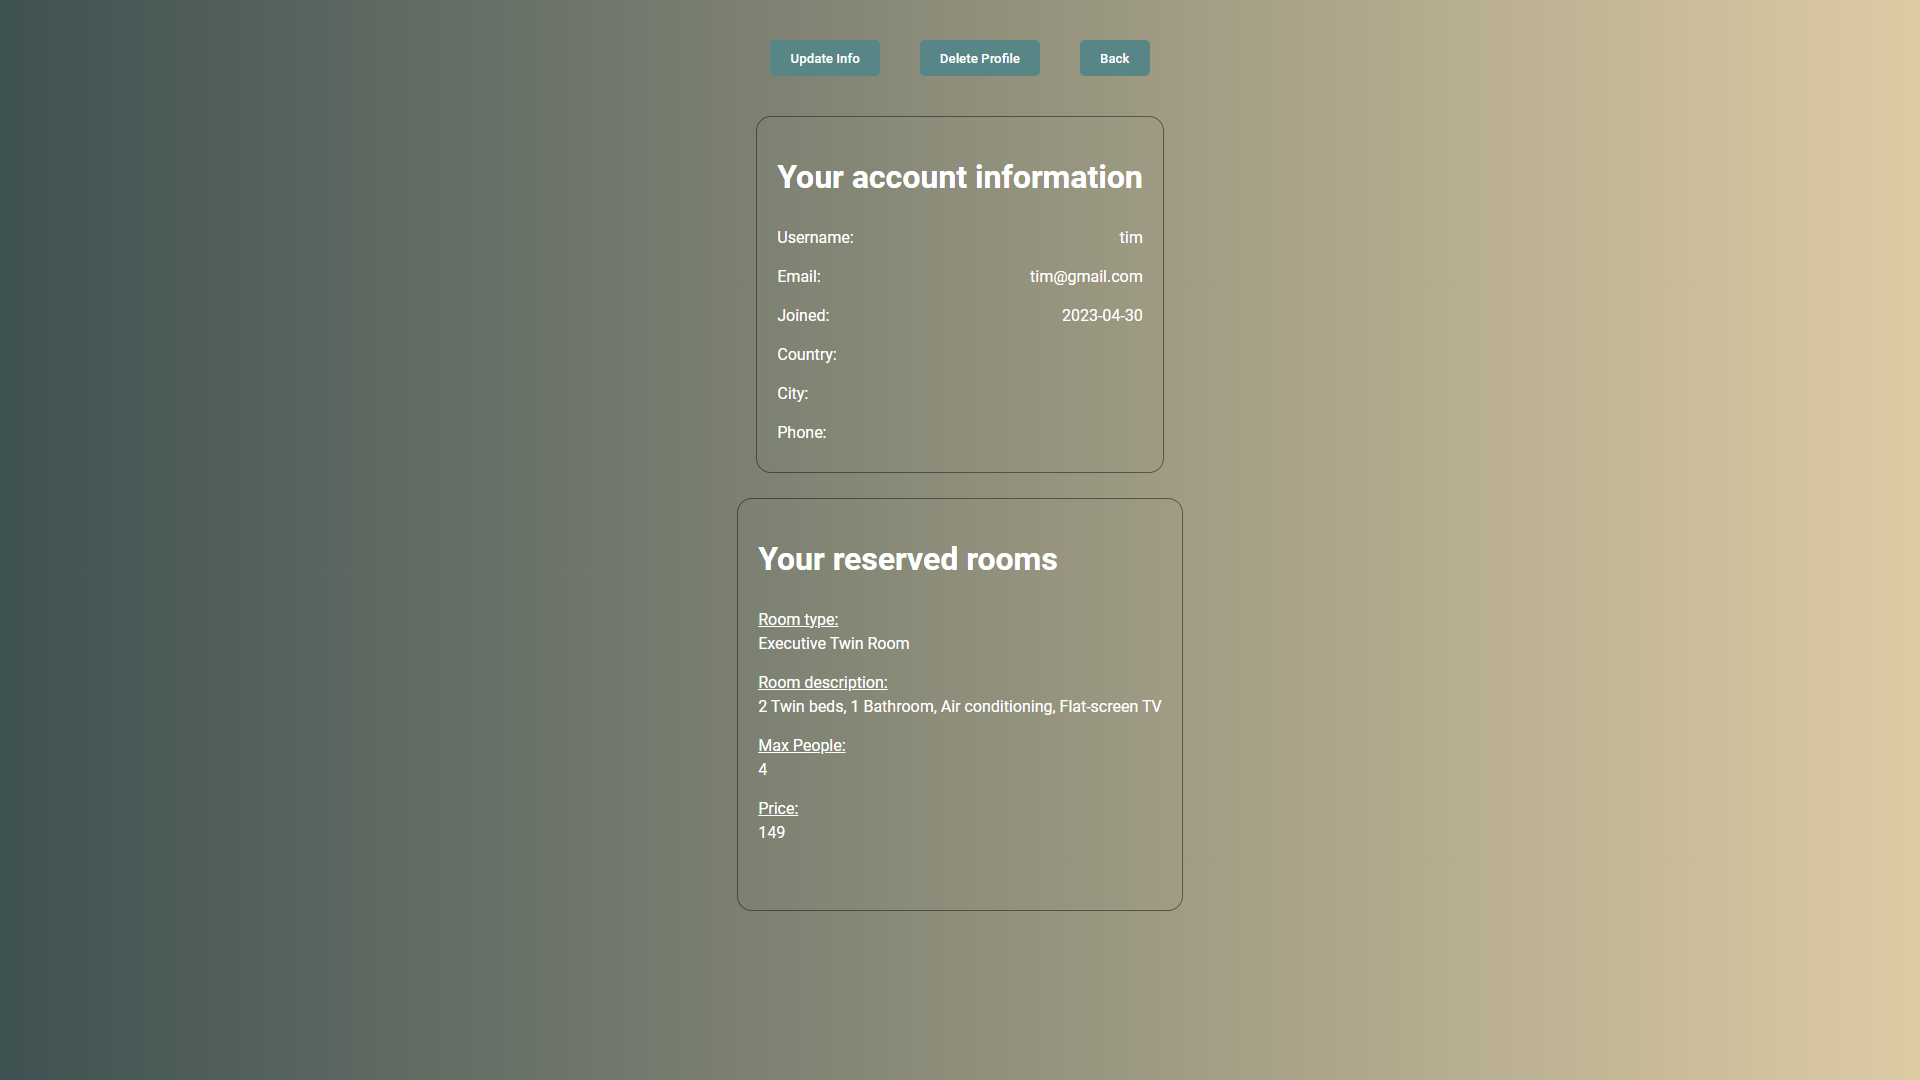 Update Info Delete Profile Back
Your account information
Username: tim
Email: tim@gmail.com
Joined: 2023-04-30
Country:
City:
Phone:
Your reserved rooms
Room type:
Executive Twin Room
Room description:
2 Twin beds, 1 Bathroom, Air conditioning, Flat-screen TV
Max People:
4
Price:
149